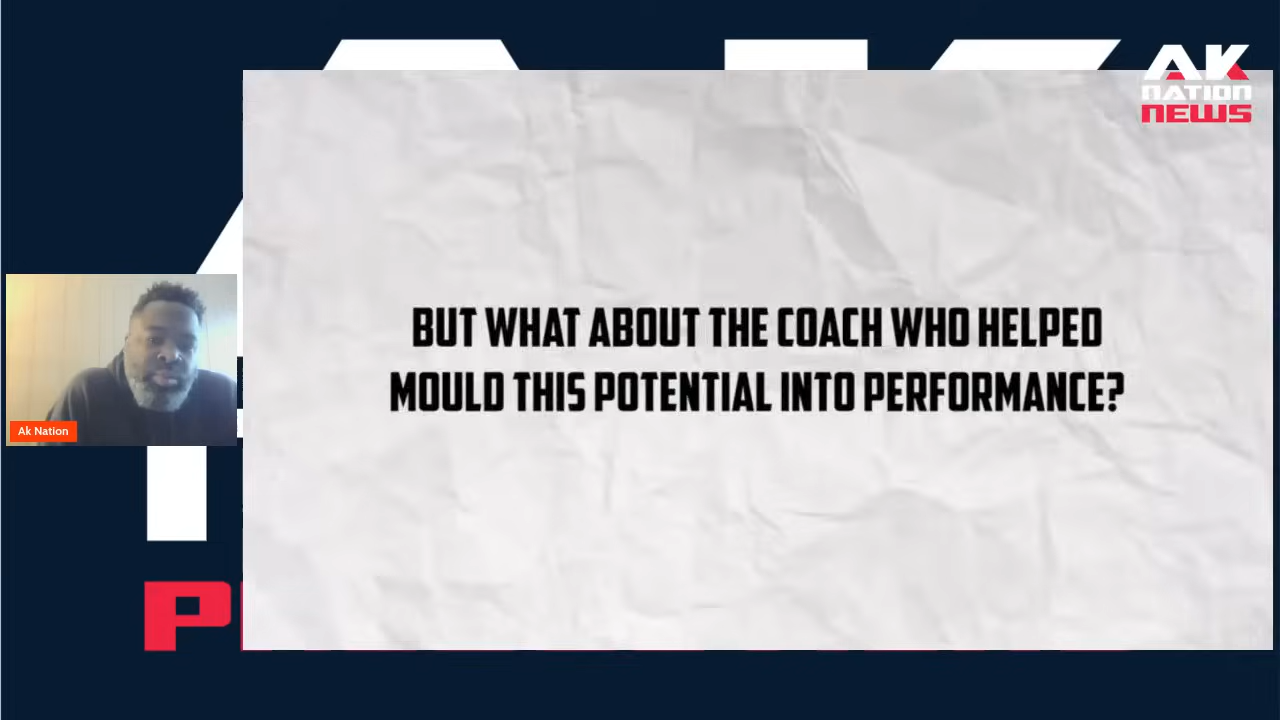 AK
NATION
NEWS
BUT WHAT ABOUT THE COACH WHO HELPED
MOULD THIS POTENTIAL INTO PERFORMANCE?
Ak Nation
P